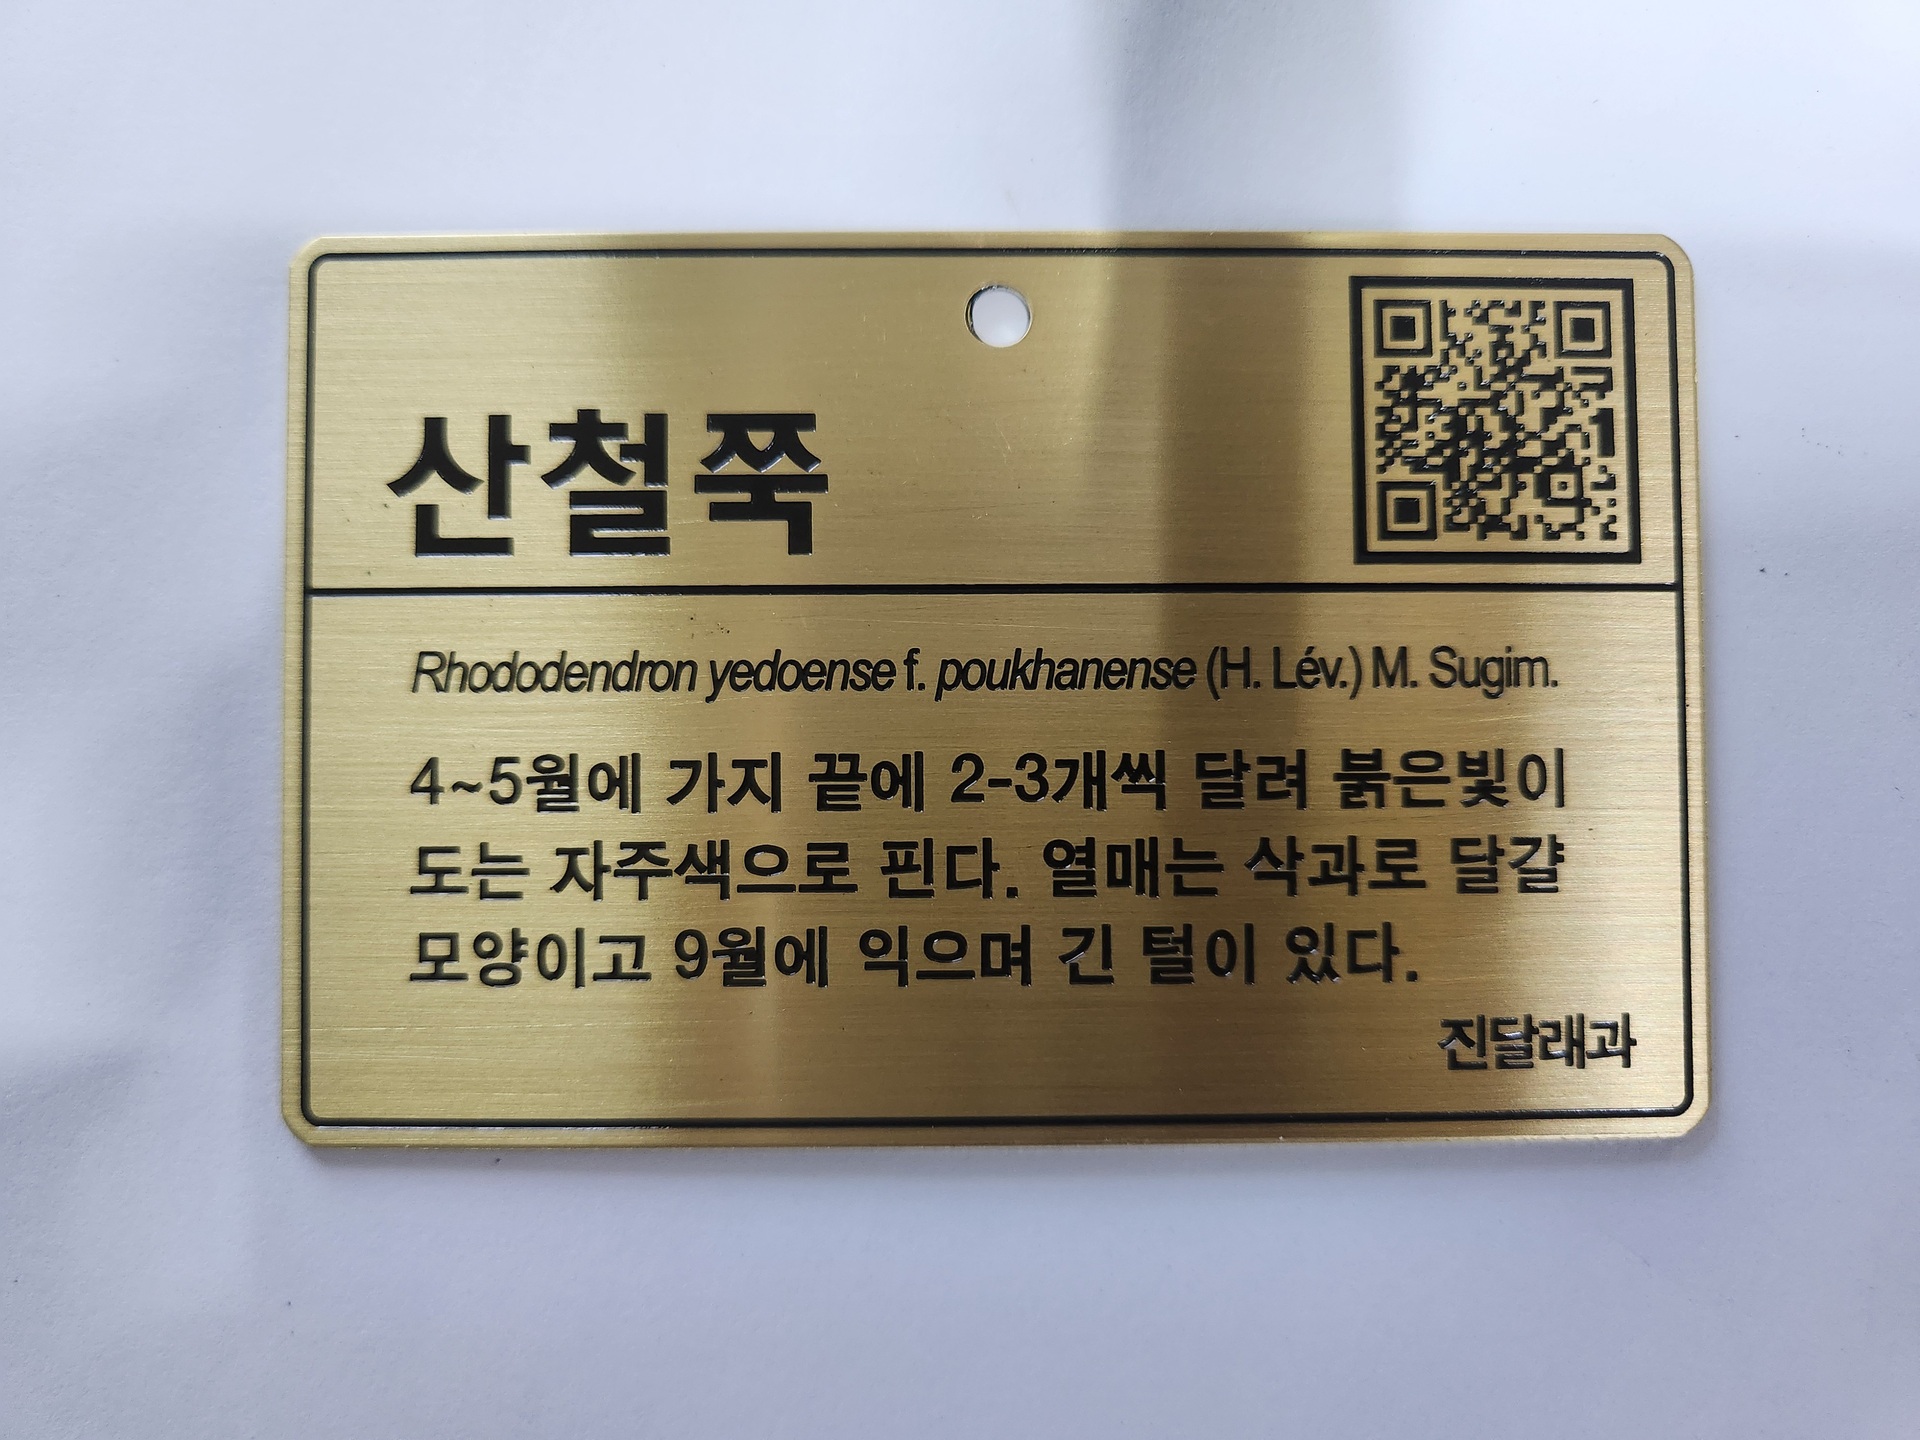 산철쭉
Rhododendron yedoense f. poukhanense (H. Lév.) M. Sugim.
4~5월에 가지 끝에 2-3개씩 달려 붉은빛이
도는 자주색으로 핀다. 열매는 삭과로 달걀
모양이고 9월에 익으며 긴 털이 있다.
진달래과